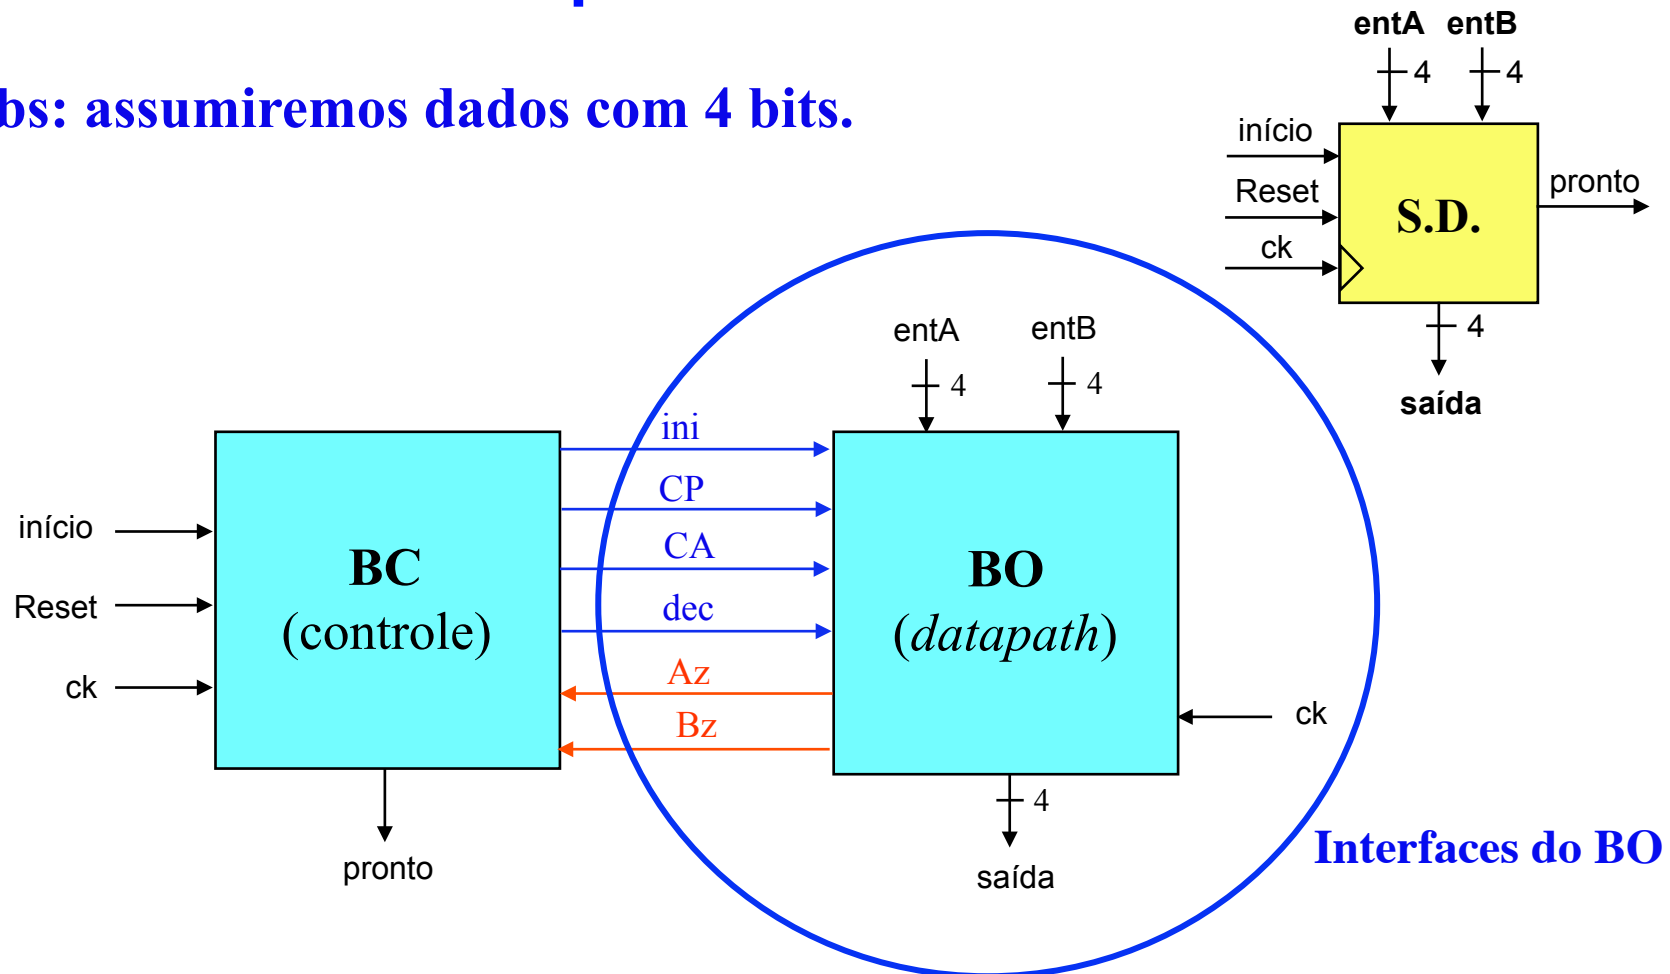 entA entB
4 4
bs: assumiremos dados com 4 bits.
início
Reset
ck
S.D.
pronto
4
saída
entA entB
4 4
ini
CP
CA
dec
Az
Bz
início
Reset
ck
BC
(controle)
BO
(datapath)
ck
4
pronto
saída
Interfaces do BO